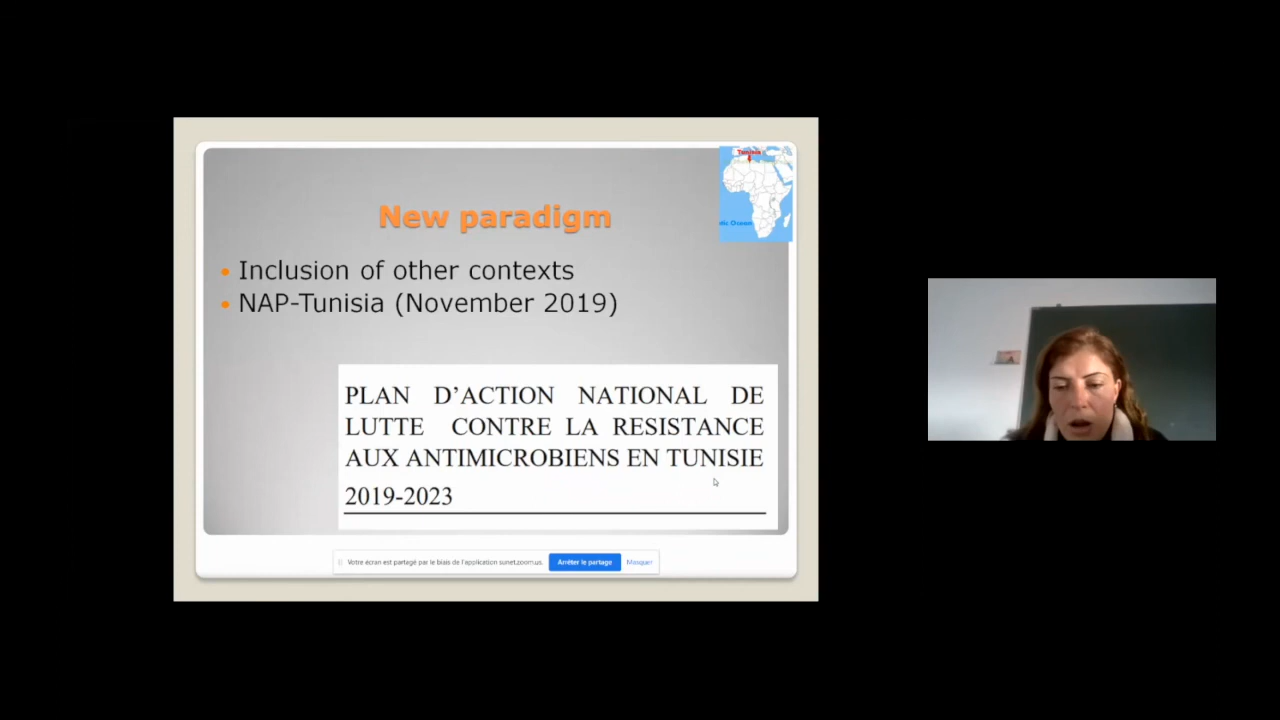 Tunisia
New paradigm
tic Ocean
• Inclusion of other contexts
• NAP-Tunisia (November 2019)
PLAN D'ACTION NATIONAL DE
LUTTE CONTRE LA RESISTANCE
AUX ANTIMICROBIENS EN TUNISIE
2019-2023
Votre écran est partagé par le biais de l'application sunet.zoom.us. Arrêter le partage Masquer